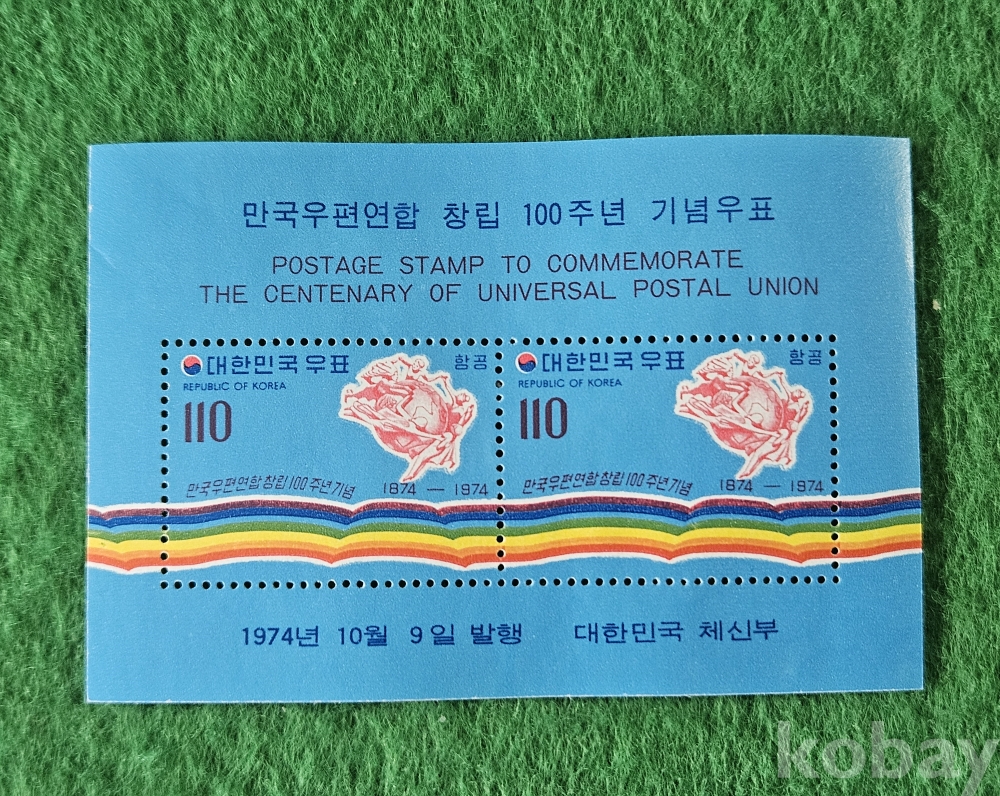 만국우편연합 창립 100주년 기념우표
POSTAGE STAMP TO COMMEMORATE
THE CENTENARY OF UNIVERSAL POSTAL UNION
대한민국우표 항공
REPUBLIC OF KOREA
110
만국우편연합창립100주년기념 1874 — 1974
대한민국우표 항공
REPUBLIC OF KOREA
110
만국우편연합창립100주년기념 1874 — 1974
1974년 10월 9일 발행 대한민국 체신부
kobay